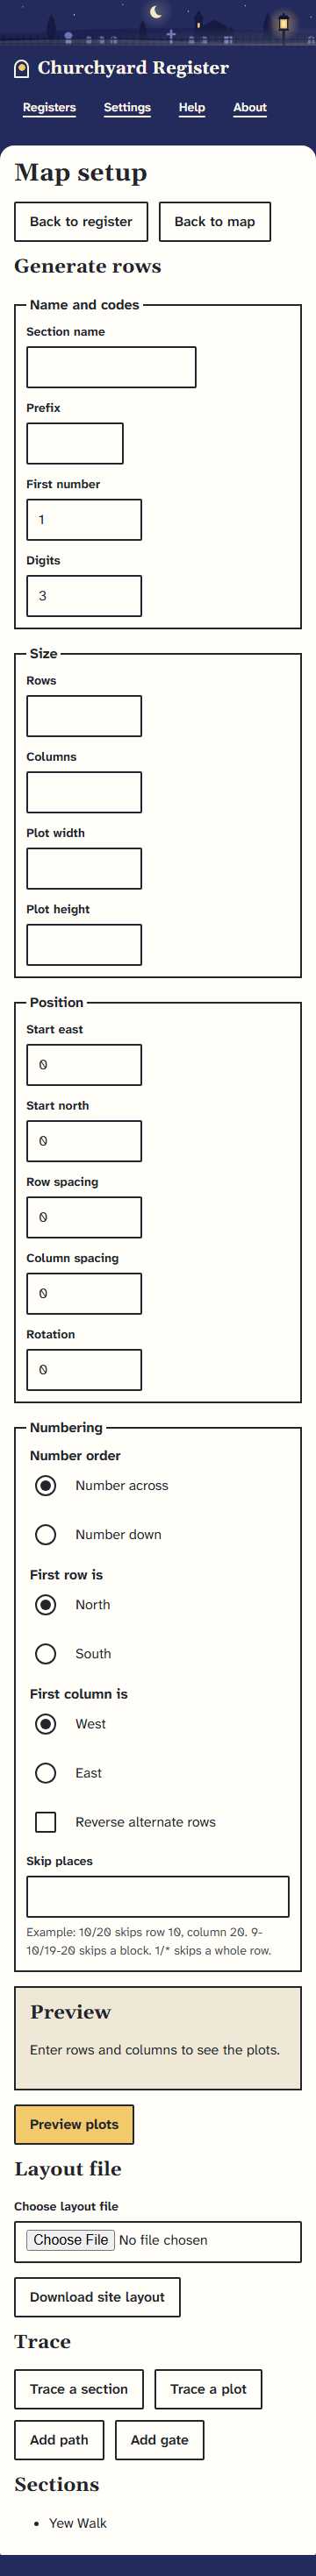 Churchyard Register
Registers Settings Help About
Map setup
Back to register Back to map
Generate rows
Name and codes
Section name
Prefix
First number
1
Digits
3
Size
Rows
Columns
Plot width
Plot height
Position
Start east
0
Start north
0
Row spacing
0
Column spacing
0
Rotation
0
Numbering
Number order
Number across
Number down
First row is
North
South
First column is
West
East
Reverse alternate rows
Skip places
Example: 10/20 skips row 10, column 20. 9-
10/19-20 skips a block. 1/* skips a whole row.
Preview
Enter rows and columns to see the plots.
Preview plots
Layout file
Choose layout file
Choose File No file chosen
Download site layout
Trace
Trace a section Trace a plot
Add path Add gate
Sections
• Yew Walk